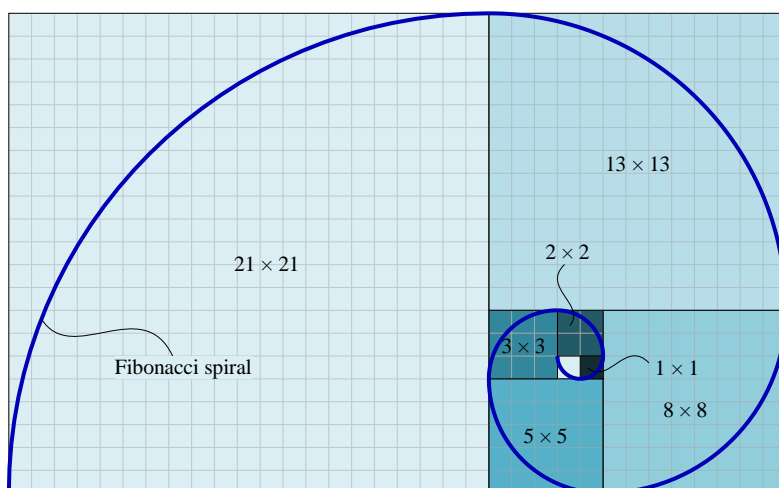 13 × 13
2 × 2
21 × 21
3 × 3
Fibonacci spiral
1 × 1
8 × 8
5 × 5